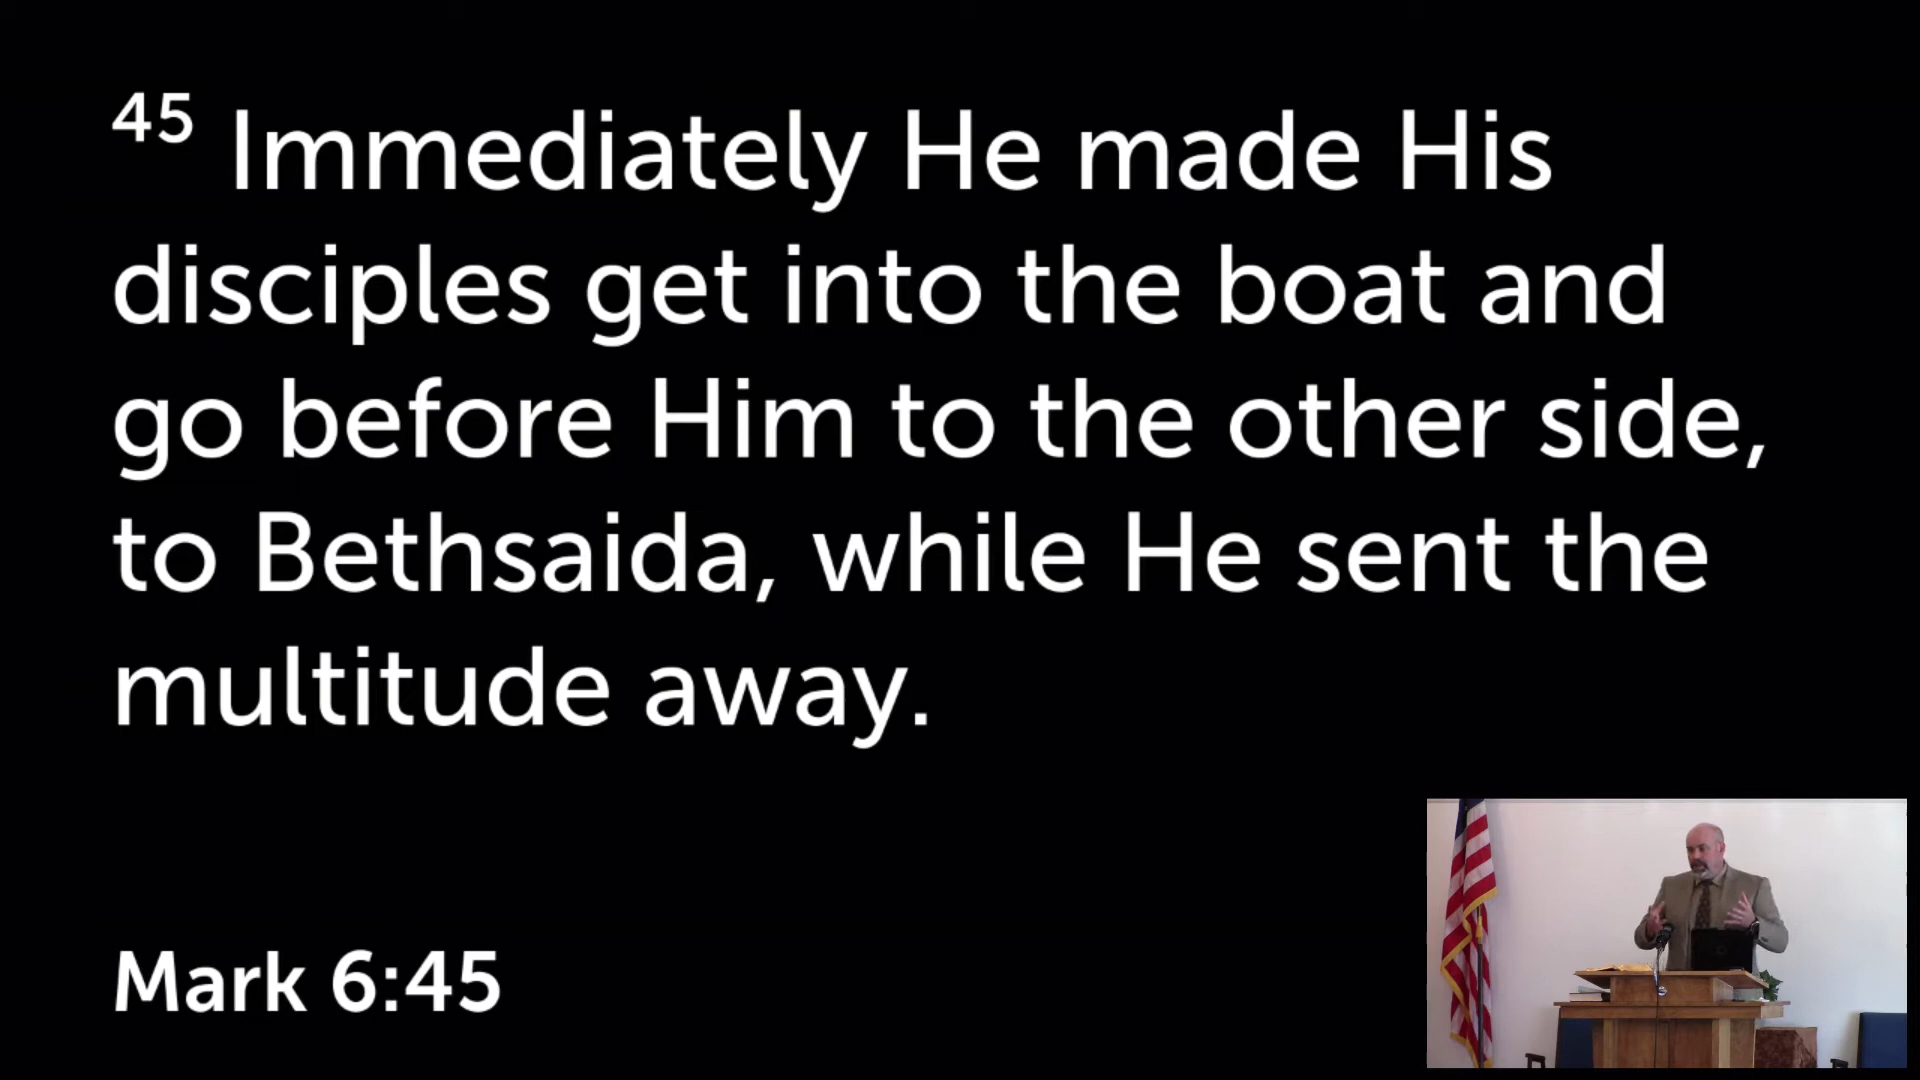 45 Immediately He made His
disciples get into the boat and
go before Him to the other side,
to Bethsaida, while He sent the
multitude away.
Mark 6:45